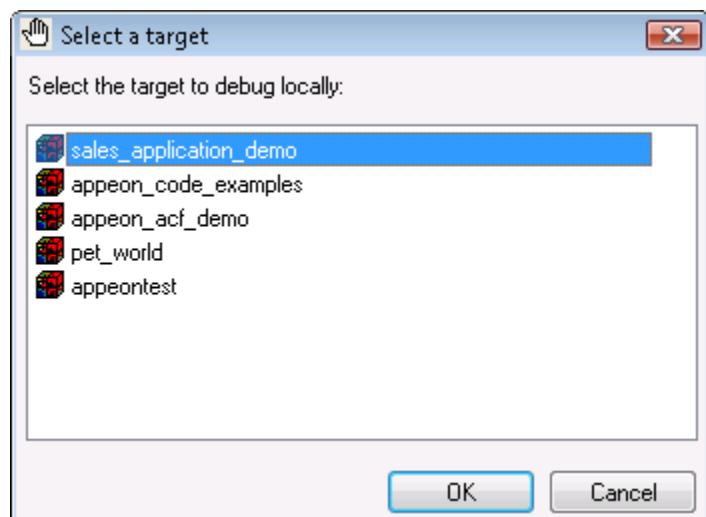 Select a target
Select the target to debug locally:
sales_application_demo
appeon_code_examples
appeon_acf_demo
pet_world
appeontest
OK Cancel